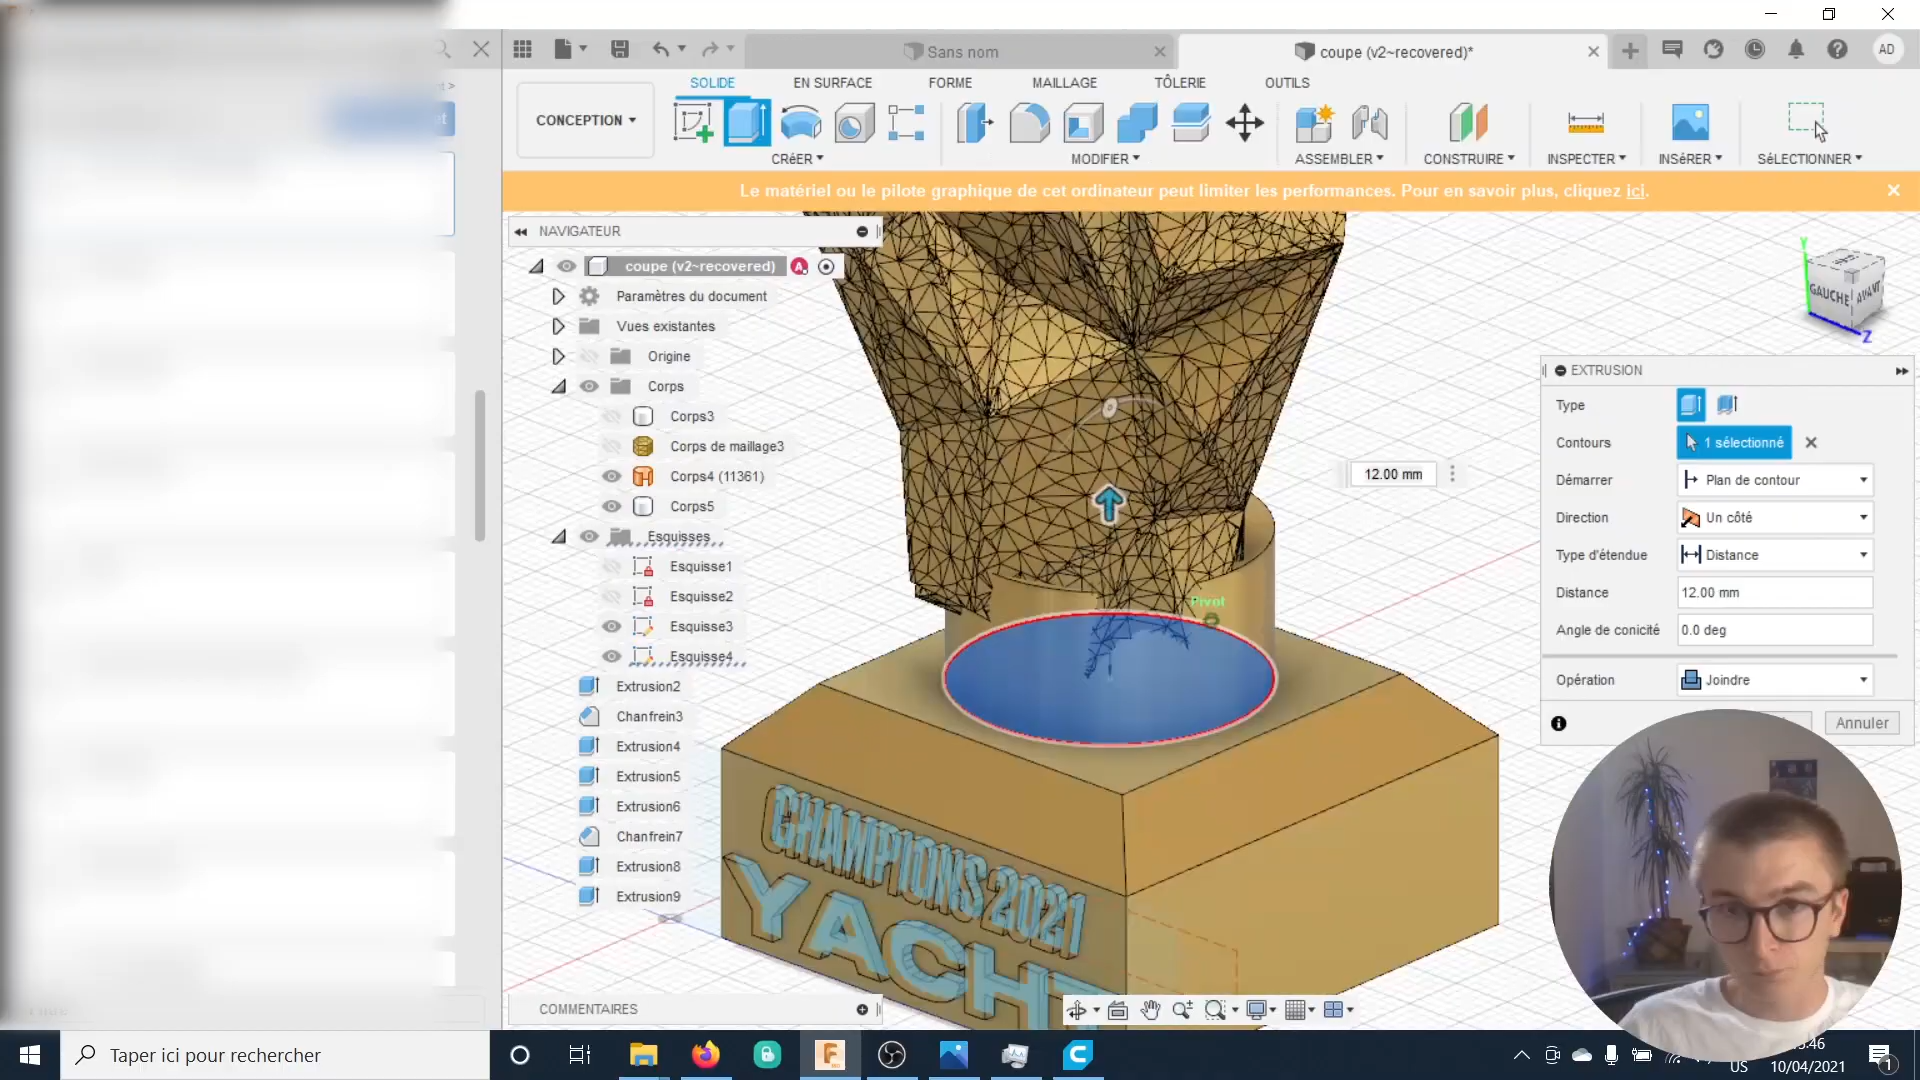 Sans nom
coupe (v2~recovered)*
AD
SOLIDE
EN SURFACE
FORME
MAILLAGE
TÔLERIE
OUTILS
CONCEPTION
CRéER
MODIFIER
ASSEMBLER
CONSTRUIRE
INSPECTER
INSéRER
SéLECTIONNER
Le matériel ou le pilote graphique de cet ordinateur peut limiter les performances. Pour en savoir plus, cliquez ici.
NAVIGATEUR
coupe (v2~recovered)
A
Paramètres du document
Vues existantes
Origine
Corps
Corps3
Corps de maillage3
Corps4 (11361)
Corps5
Esquisses
Esquisse1
Esquisse2
Esquisse3
Esquisse4
Extrusion2
Chanfrein3
Extrusion4
Extrusion5
Extrusion6
Chanfrein7
Extrusion8
Extrusion9
COMMENTAIRES
Y
GAUCHE
AVANT
Z
12.00 mm
Pivot
CHAMPIONS 2021
YACHT
EXTRUSION
Type
Contours
1 sélectionné
Démarrer
Plan de contour
Direction
Un côté
Type d'étendue
Distance
Distance
12.00 mm
Angle de conicité
0.0 deg
Opération
Joindre
Annuler
Taper ici pour rechercher
US
:46
10/04/2021
1